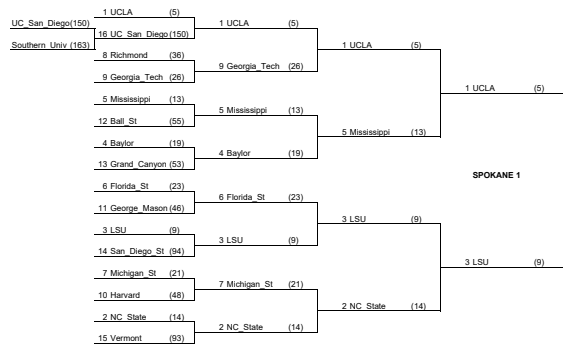 UC_San_Diego(150)
Southern_Univ (163)
1 UCLA (5)
16 UC_San_Diego(150)
8 Richmond (36)
9 Georgia_Tech (26)
5 Mississippi (13)
12 Ball_St (55)
4 Baylor (19)
13 Grand_Canyon (53)
6 Florida_St (23)
11 George_Mason(46)
3 LSU (9)
14 San_Diego_St (94)
7 Michigan_St (21)
10 Harvard (48)
2 NC_State (14)
15 Vermont (93)
1 UCLA (5)
9 Georgia_Tech (26)
5 Mississippi (13)
4 Baylor (19)
6 Florida_St (23)
3 LSU (9)
7 Michigan_St (21)
2 NC_State (14)
1 UCLA (5)
5 Mississippi (13)
3 LSU (9)
2 NC_State (14)
1 UCLA (5)
SPOKANE 1
3 LSU (9)